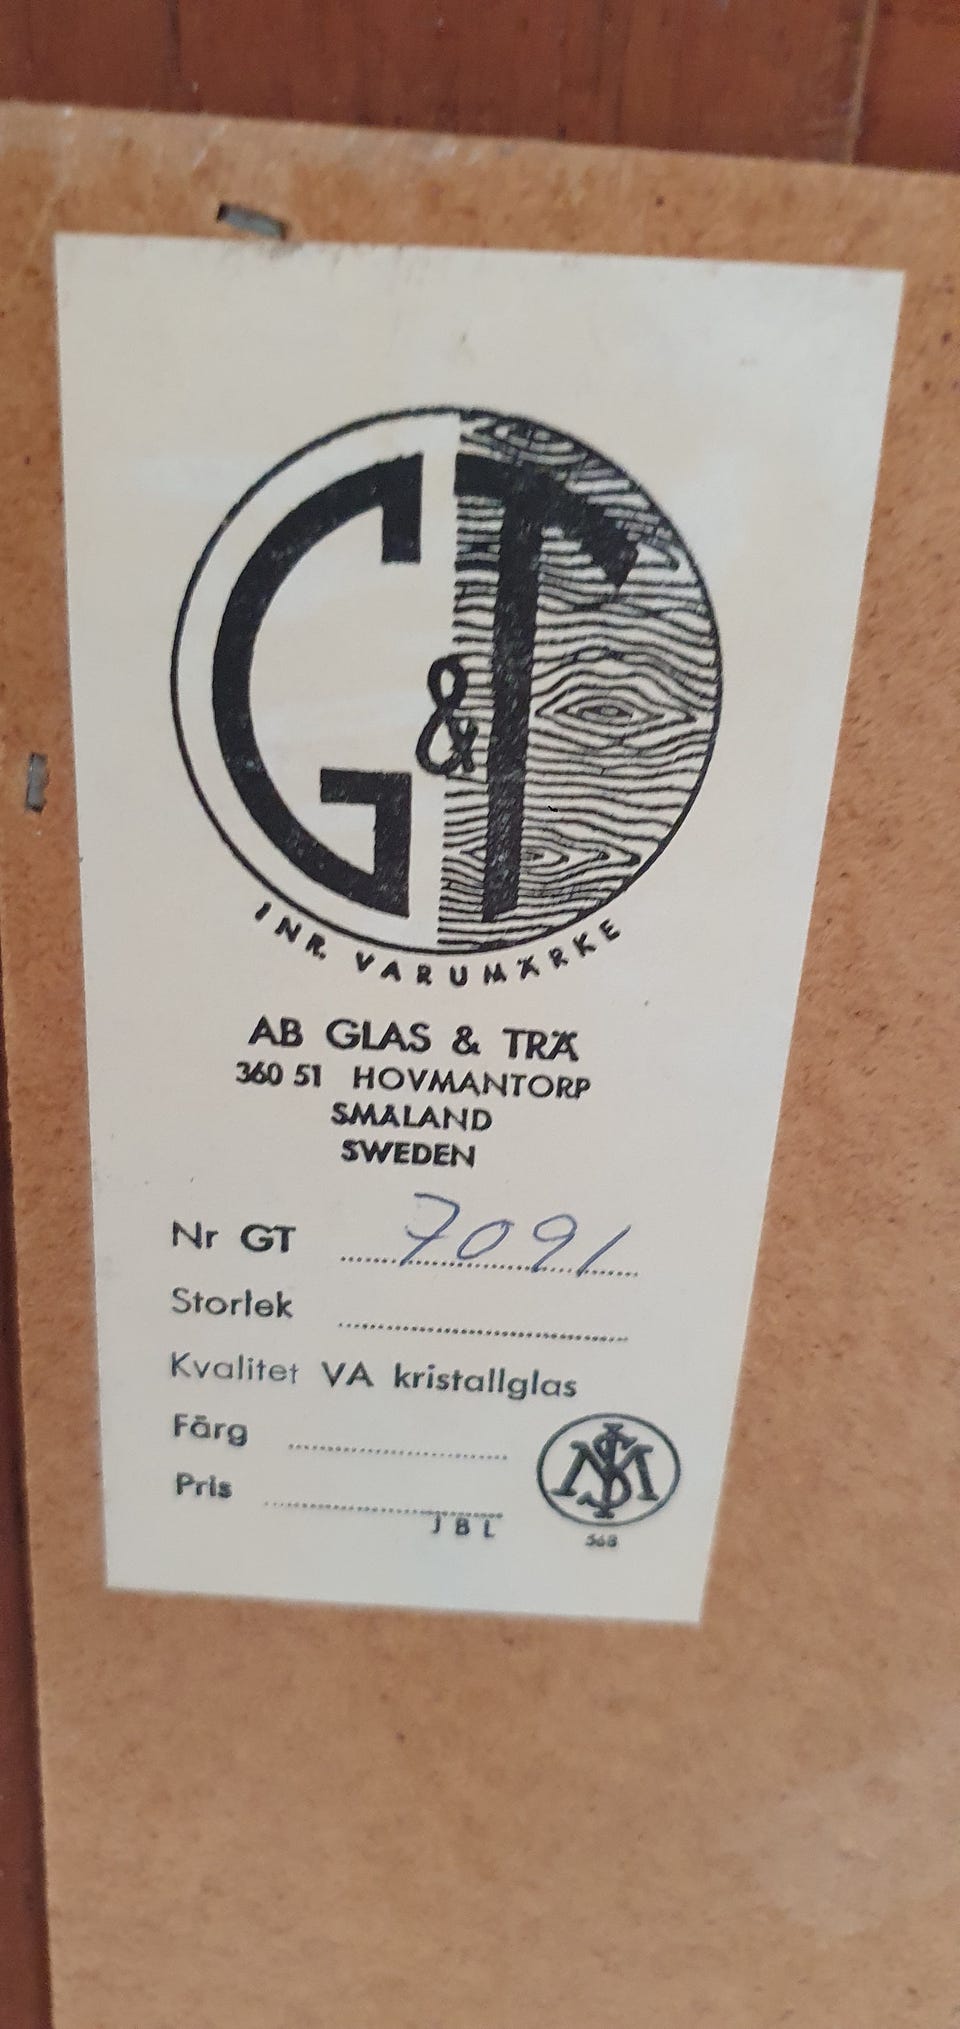 G&T
INR. VARUMÄRKE
AB GLAS & TRÄ
360 51 HOVMANTORP
SMÅLAND
SWEDEN
Nr GT 7091
Storlek
Kvalitet VA kristallglas
Färg
Pris
JBL
SM
568